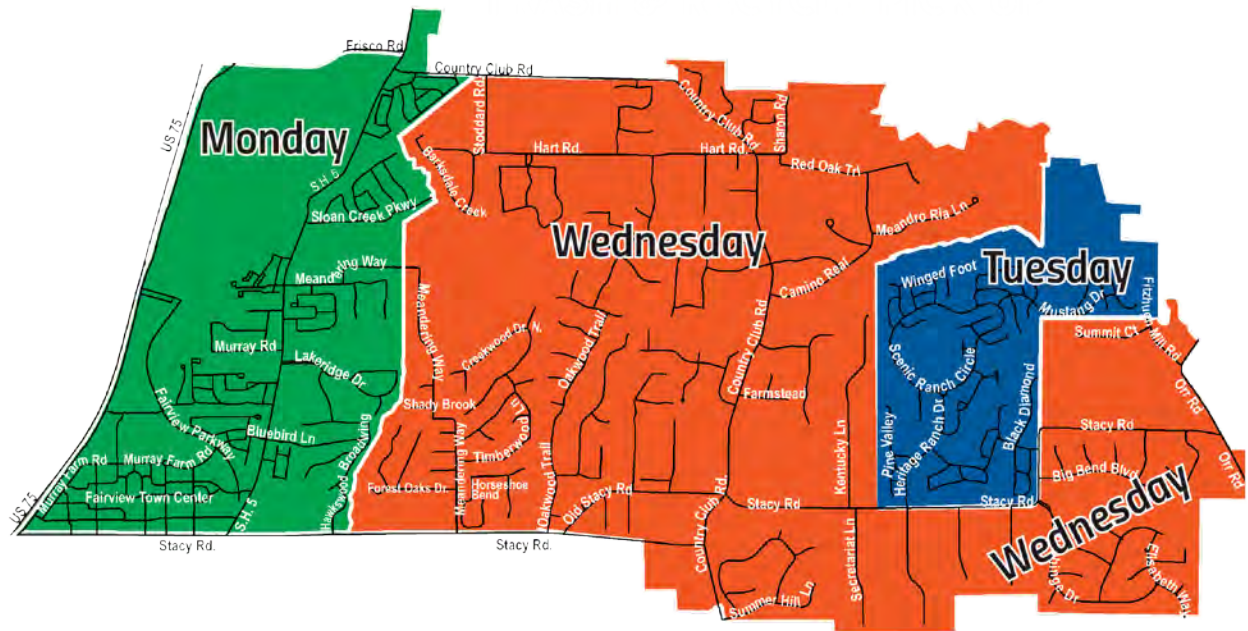 Frisco Rd
Country Club Rd
US 75
Monday
Stoddard Rd
Country Club Rd
Sharon Rd
Hart Rd.
Hart Rd.
S.H. 5
Barksdale Creek
Red Oak Trl
Sloan Creek Pkwy
Meandro Ria Ln
Wednesday
Meandering Way
Winged Foot
Tuesday
Camino Real
Mustang Dr
Fitzhugh Mill Rd
Meandering Way
Creekwood Dr. N.
Oakwood Trail
Country Club Rd
Summit Ct
Murray Rd
Lakeridge Dr
Scenic Ranch Circle
Orr Rd
Shady Brook
Farmstead
Fairview Parkway
Bluebird Ln
Hawkswood Broadwing
Meandering Way
Timberwood Ln
Oakwood Trail
Kentucky Ln
Pine Valley
Heritage Ranch Dr
Black Diamond
Stacy Rd
Orr Rd
Murray Farm Rd
Murray Farm Rd
Big Bend Blvd
Forest Oaks Dr.
Horseshoe
Bend
Old Stacy Rd
Fairview Town Center
US 75
S.H. 5
Stacy Rd
Stacy Rd
Wednesday
Stacy Rd.
Stacy Rd.
Country Club Rd.
Secretariat Ln
Elisabeth Way
Summer Hill Ln